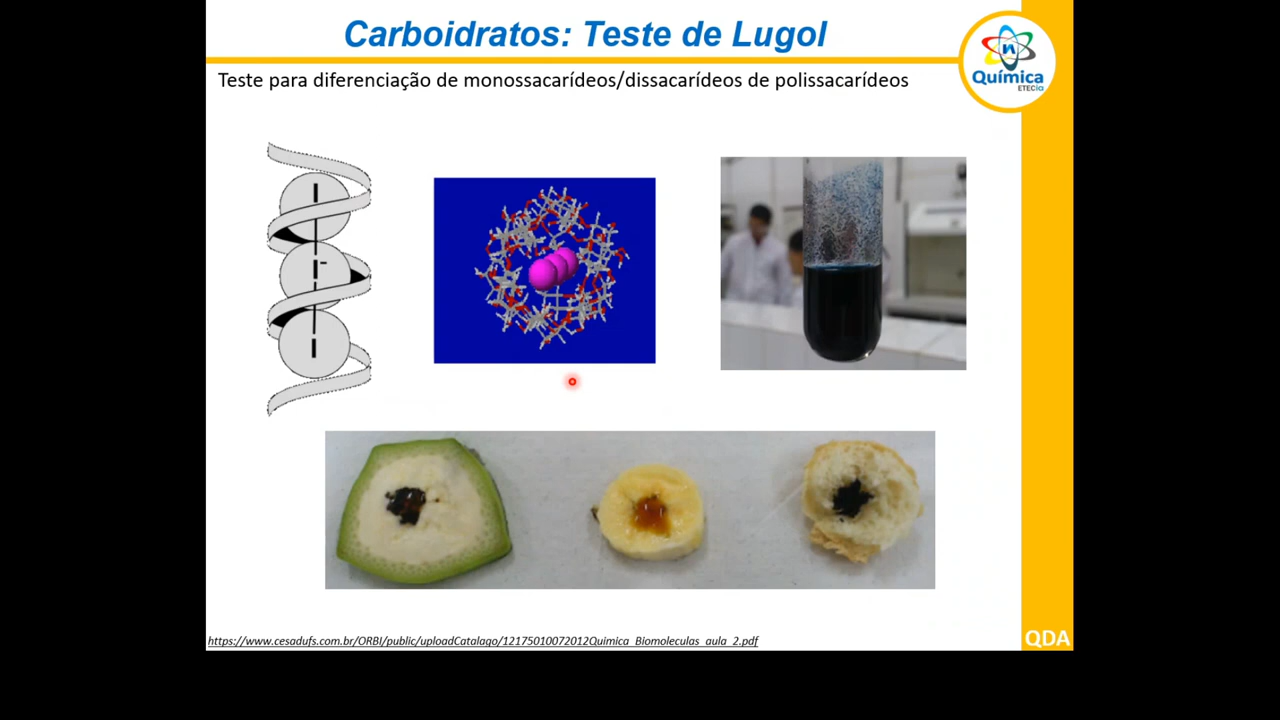 Carboidratos: Teste de Lugol
Teste para diferenciação de monossacarídeos/dissacarídeos de polissacarídeos
Química
ETECia
I
I-
I
https://www.cesadufs.com.br/ORBI/public/uploadCatalago/12175010072012Quimica_Biomoleculas_aula_2.pdf
QDA